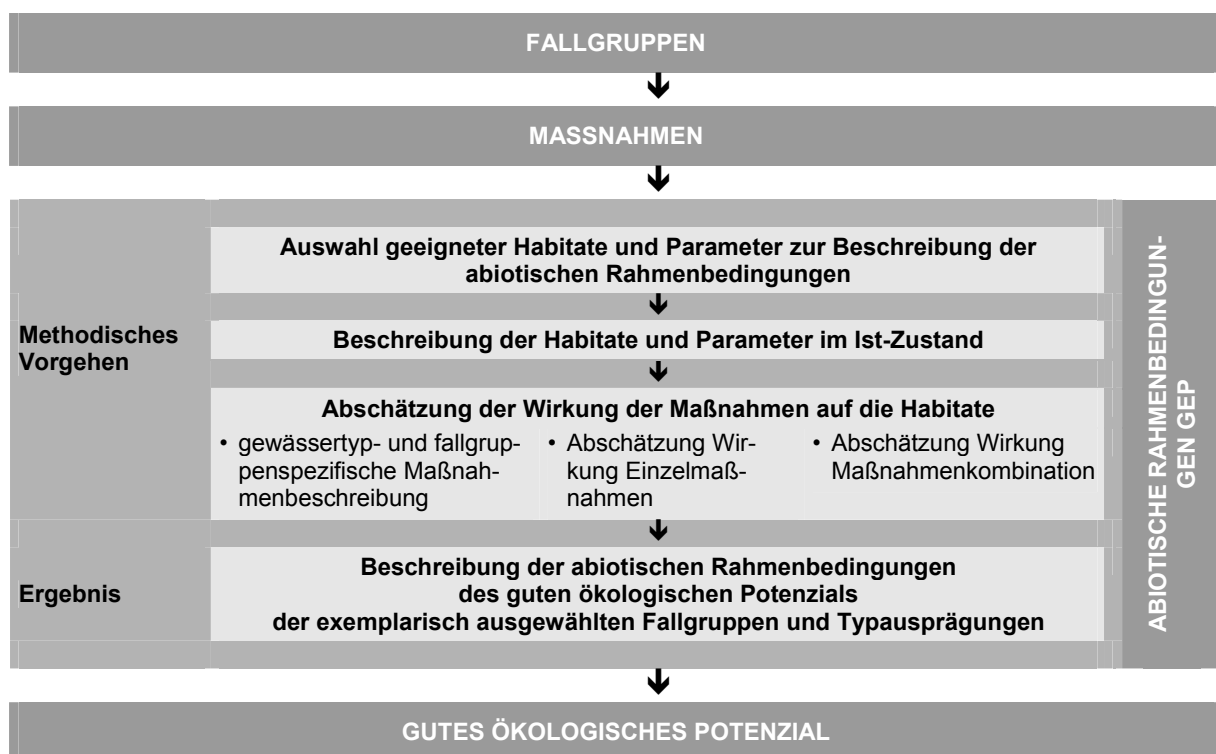 FALLGRUPPEN
MASSNAHMEN
Methodisches
Vorgehen
Auswahl geeigneter Habitate und Parameter zur Beschreibung der
abiotischen Rahmenbedingungen
Beschreibung der Habitate und Parameter im Ist-Zustand
Abschätzung der Wirkung der Maßnahmen auf die Habitate
• gewässertyp- und fallgrup-
penspezifische Maßnah-
menbeschreibung
• Abschätzung Wir-
kung Einzelmaß-
nahmen
• Abschätzung Wirkung
Maßnahmenkombination
Ergebnis
Beschreibung der abiotischen Rahmenbedingungen
des guten ökologischen Potenzials
der exemplarisch ausgewählten Fallgruppen und Typausprägungen
ABIOTISCHE RAHMENBEDINGUN-
GEN GEP
GUTES ÖKOLOGISCHES POTENZIAL